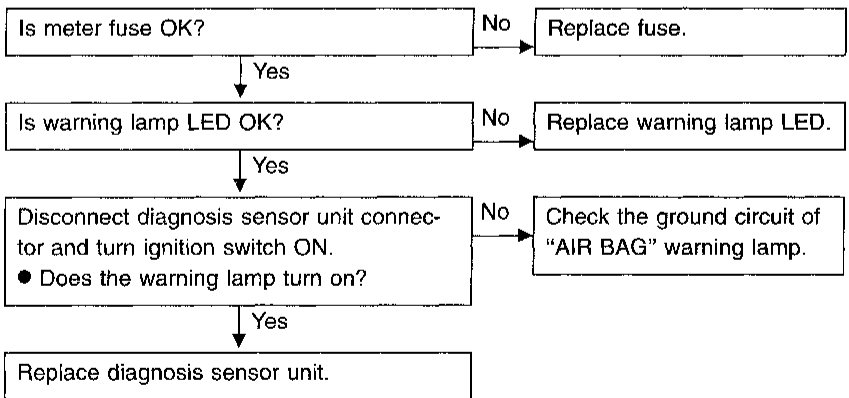 Is meter fuse OK?
No
Replace fuse.
Yes
Is warning lamp LED OK?
No
Replace warning lamp LED.
Yes
Disconnect diagnosis sensor unit connec-
tor and turn ignition switch ON.
● Does the warning lamp turn on?
No
Check the ground circuit of
“AIR BAG” warning lamp.
Yes
Replace diagnosis sensor unit.